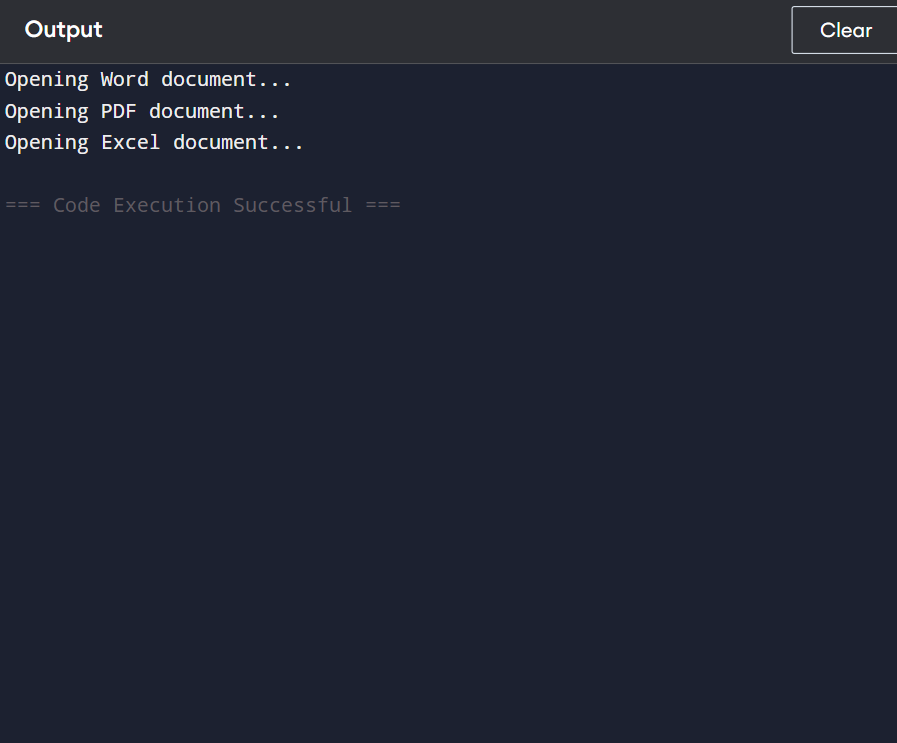 Output
Clear
Opening Word document...
Opening PDF document...
Opening Excel document...
=== Code Execution Successful ===